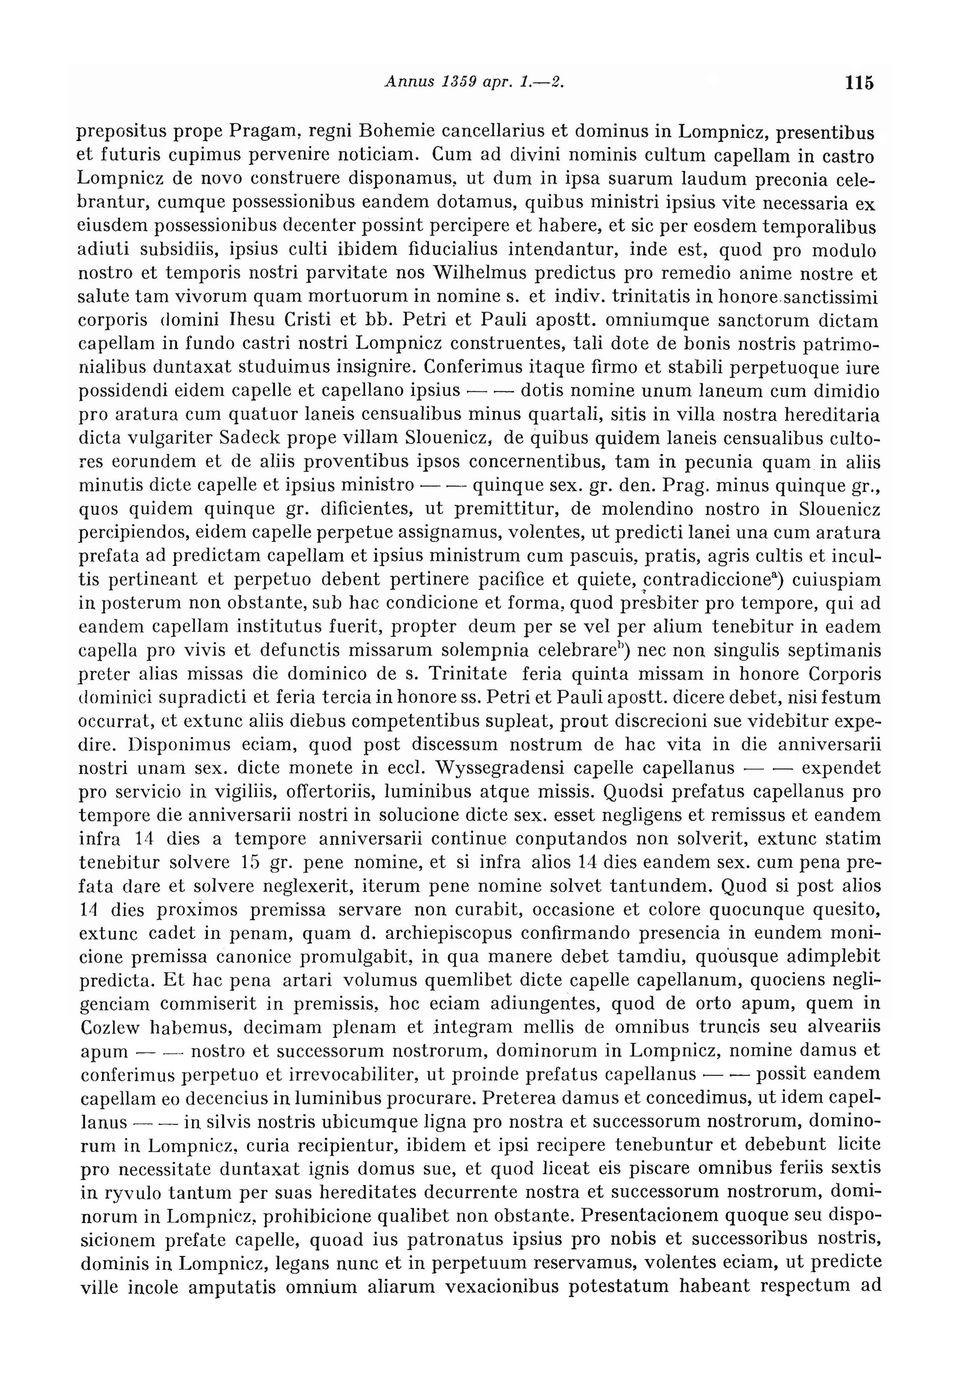 Annus 1359 apr. 1.—2. 115
prepositus prope Pragam, regni Bohemie cancellarius et dominus in Lompnicz, presentibus
et futuris cupimus pervenire noticiam. Cum ad divini nominis cultum capellam in castro
Lompnicz de novo construere disponamus, ut dum in ipsa suarum laudum preconia cele-
brantur, cumque possessionibus eandem dotamus, quibus ministri ipsius vite necessaria ex
eiusdem possessionibus decenter possint percipere et habere, et sic per eosdem temporalibus
adiuti subsidiis, ipsius culti ibidem fiducialius intendantur, inde est, quod pro modulo
nostro et temporis nostri parvitate nos Wilhelmus predictus pro remedio anime nostre et
salute tam vivorum quam mortuorum in nomine s. et indiv. trinitatis in honore sanctissimi
corporis domini Ihesu Cristi et bb. Petri et Pauli apostt. omniumque sanctorum dictam
capellam in fundo castri nostri Lompnicz construentes, tali dote de bonis nostris patrimo-
nialibus duntaxat studuimus insignire. Conferimus itaque firmo et stabili perpetuoque iure
possidendi eidem capelle et capellano ipsius — — dotis nomine unum laneum cum dimidio
pro aratura cum quatuor laneis censualibus minus quartali, sitis in villa nostra hereditaria
dicta vulgariter Sadeck prope villam Slouenicz, de quibus quidem laneis censualibus culto-
res eorundem et de aliis proventibus ipsos concernentibus, tam in pecunia quam in aliis
minutis dicte capelle et ipsius ministro — — quinque sex. gr. den. Prag. minus quinque gr.,
quos quidem quinque gr. dificientes, ut premittitur, de molendino nostro in Slouenicz
percipiendos, eidem capelle perpetue assignamus, volentes, ut predicti lanei una cum aratura
prefata ad predictam capellam et ipsius ministrum cum pascuis, pratis, agris cultis et incul-
tis pertineant et perpetuo debent pertinere pacifice et quiete, contradiccioneᵃ) cuiuspiam
in posterum non obstante, sub hac condicione et forma, quod presbiter pro tempore, qui ad
eandem capellam institutus fuerit, propter deum per se vel per alium tenebitur in eadem
capella pro vivis et defunctis missarum solempnia celebrareᵇ) nec non singulis septimanis
preter alias missas die dominico de s. Trinitate feria quinta missam in honore Corporis
dominici supradicti et feria tercia in honore ss. Petri et Pauli apostt. dicere debet, nisi festum
occurrat, et extunc aliis diebus competentibus supleat, prout discrecioni sue videbitur expe-
dire. Disponimus eciam, quod post discessum nostrum de hac vita in die anniversarii
nostri unam sex. dicte monete in eccl. Wyssegradensi capelle capellanus — — expendet
pro servicio in vigiliis, offertoriis, luminibus atque missis. Quodsi prefatus capellanus pro
tempore die anniversarii nostri in solucione dicte sex. esset negligens et remissus et eandem
infra 14 dies a tempore anniversarii continue conputandos non solverit, extunc statim
tenebitur solvere 15 gr. pene nomine, et si infra alios 14 dies eandem sex. cum pena pre-
fata dare et solvere neglexerit, iterum pene nomine solvet tantundem. Quod si post alios
14 dies proximos premissa servare non curabit, occasione et colore quocunque quesito,
extunc cadet in penam, quam d. archiepiscopus confirmando presencia in eundem moni-
cione premissa canonice promulgabit, in qua manere debet tamdiu, quousque adimplebit
predicta. Et hac pena artari volumus quemlibet dicte capelle capellanum, quociens negli-
genciam commiserit in premissis, hoc eciam adiungentes, quod de orto apum, quem in
Cozlew habemus, decimam plenam et integram mellis de omnibus truncis seu alveariis
apum — — nostro et successorum nostrorum, dominorum in Lompnicz, nomine damus et
conferimus perpetuo et irrevocabiliter, ut proinde prefatus capellanus — — possit eandem
capellam eo decencius in luminibus procurare. Preterea damus et concedimus, ut idem capel-
lanus — — in silvis nostris ubicumque ligna pro nostra et successorum nostrorum, domino-
rum in Lompnicz, curia recipientur, ibidem et ipsi recipere tenebuntur et debebunt licite
pro necessitate duntaxat ignis domus sue, et quod liceat eis piscare omnibus feriis sextis
in ryvulo tantum per suas hereditates decurrente nostra et successorum nostrorum, domi-
norum in Lompnicz, prohibicione qualibet non obstante. Presentacionem quoque seu dispo-
sicionem prefate capelle, quoad ius patronatus ipsius pro nobis et successoribus nostris,
dominis in Lompnicz, legans nunc et in perpetuum reservamus, volentes eciam, ut predicte
ville incole amputatis omnium aliarum vexacionibus potestatum habeant respectum ad